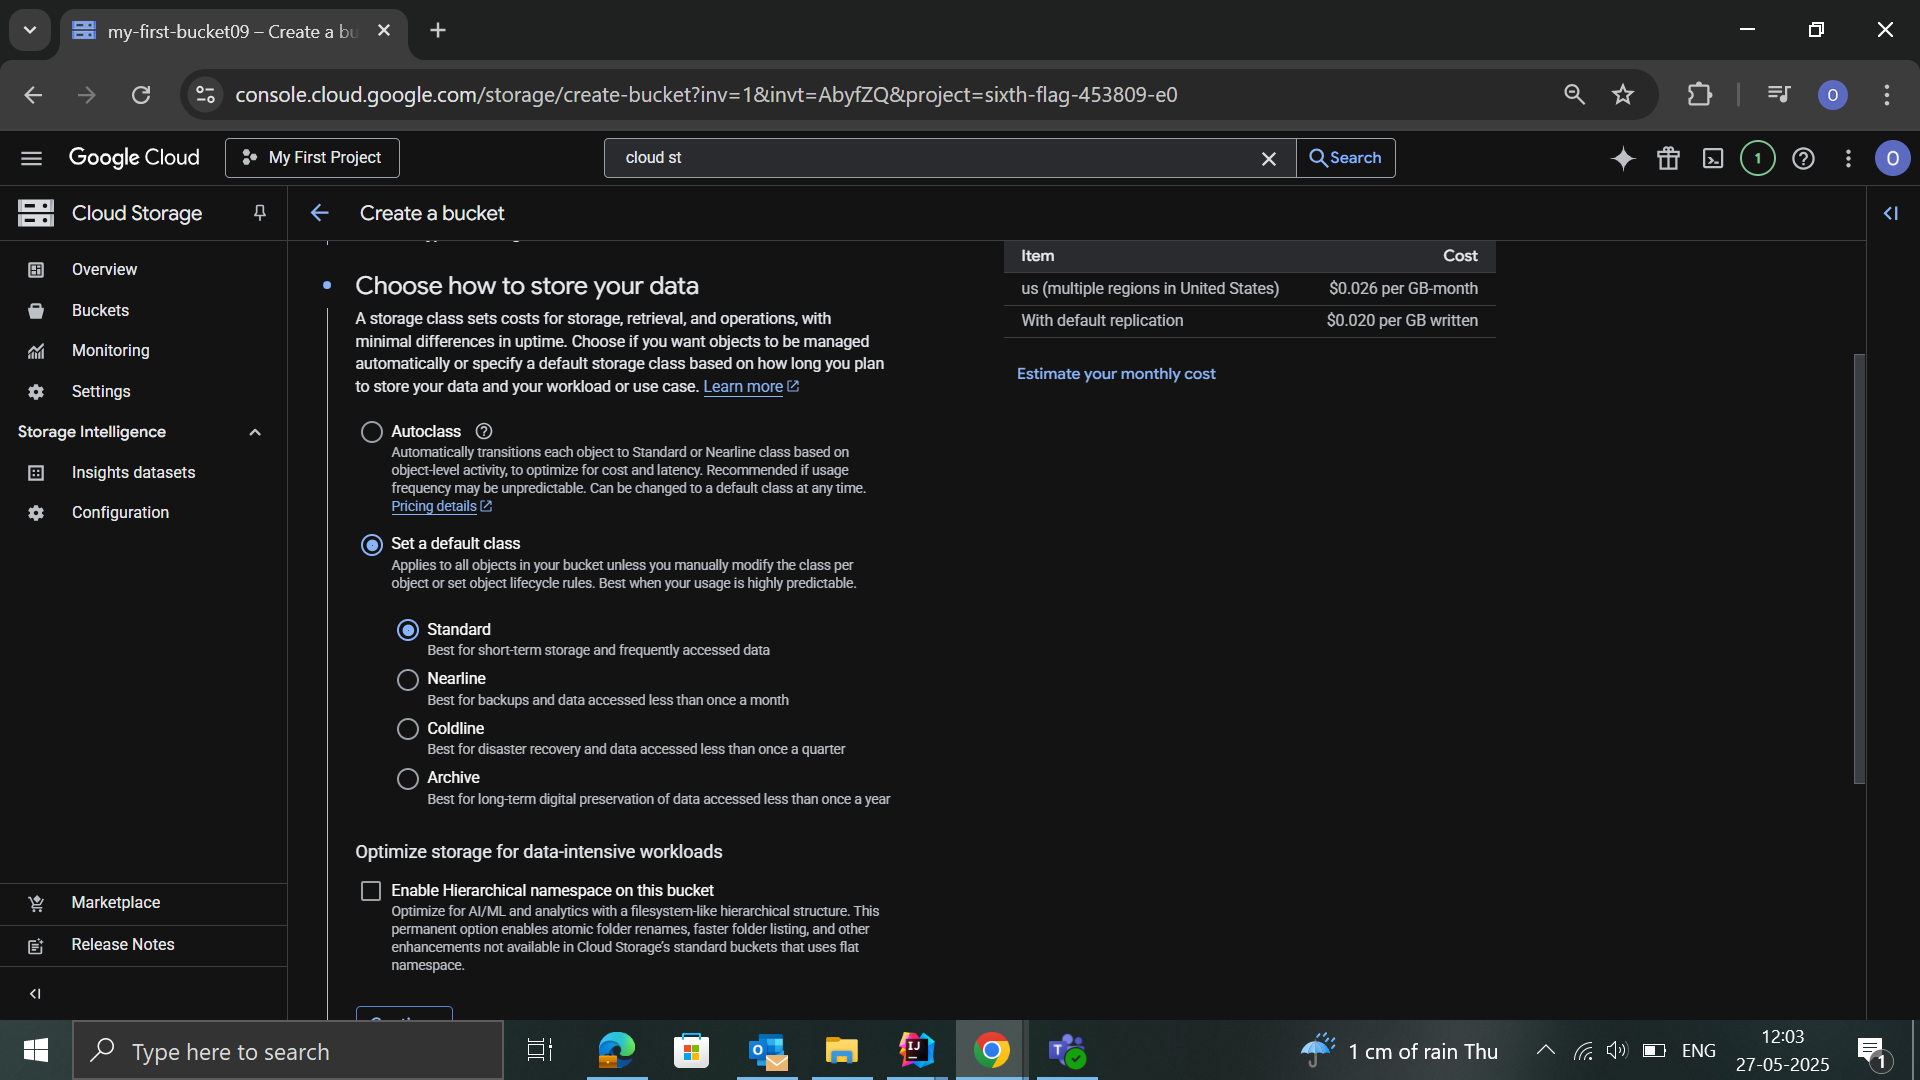 my-first-bucket09 – Create a bu
console.cloud.google.com/storage/create-bucket?inv=1&invt=AbyfZQ&project=sixth-flag-453809-e0
O
Google Cloud
My First Project
cloud st
Search
1
O
Cloud Storage
Create a bucket
Overview
Buckets
Monitoring
Settings
Storage Intelligence
Insights datasets
Configuration
Marketplace
Release Notes
Choose how to store your data
A storage class sets costs for storage, retrieval, and operations, with
minimal differences in uptime. Choose if you want objects to be managed
automatically or specify a default storage class based on how long you plan
to store your data and your workload or use case. Learn more
Autoclass
Automatically transitions each object to Standard or Nearline class based on
object-level activity, to optimize for cost and latency. Recommended if usage
frequency may be unpredictable. Can be changed to a default class at any time.
Pricing details
Set a default class
Applies to all objects in your bucket unless you manually modify the class per
object or set object lifecycle rules. Best when your usage is highly predictable.
Standard
Best for short-term storage and frequently accessed data
Nearline
Best for backups and data accessed less than once a month
Coldline
Best for disaster recovery and data accessed less than once a quarter
Archive
Best for long-term digital preservation of data accessed less than once a year
Optimize storage for data-intensive workloads
Enable Hierarchical namespace on this bucket
Optimize for AI/ML and analytics with a filesystem-like hierarchical structure. This
permanent option enables atomic folder renames, faster folder listing, and other
enhancements not available in Cloud Storage's standard buckets that uses flat
namespace.
Item Cost
us (multiple regions in United States) $0.026 per GB-month
With default replication $0.020 per GB written
Estimate your monthly cost
Type here to search
1 cm of rain Thu
ENG
12:03
27-05-2025
1